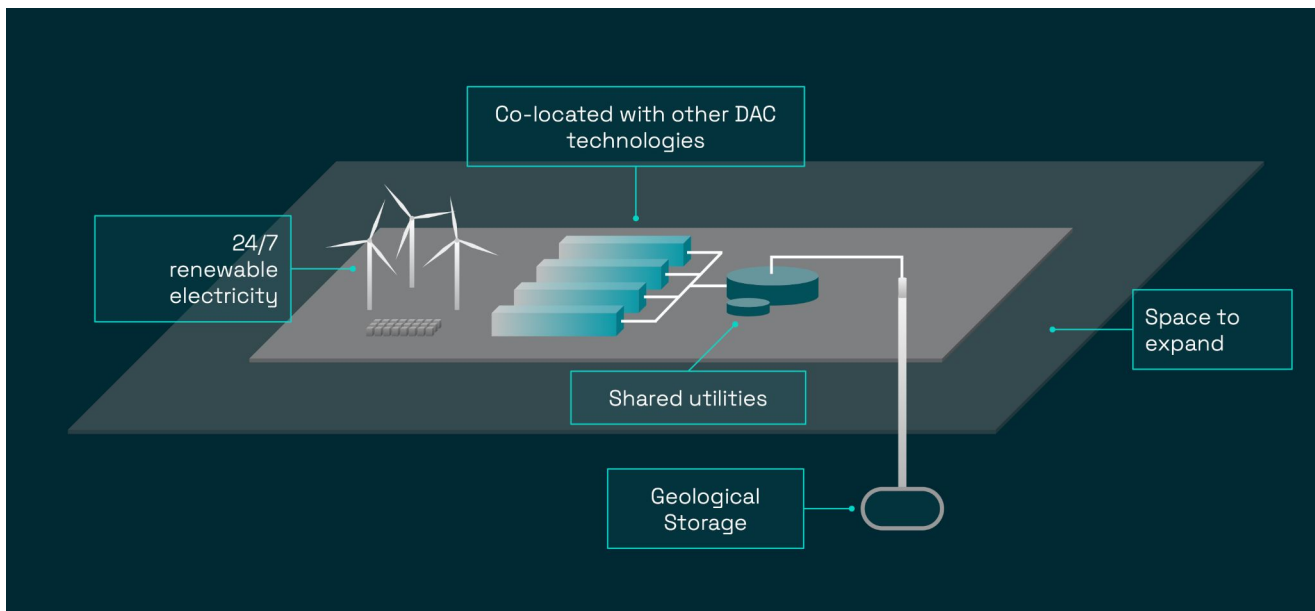 Co-located with other DAC
technologies
24/7
renewable
electricity
Space to
expand
Shared utilities
Geological
Storage